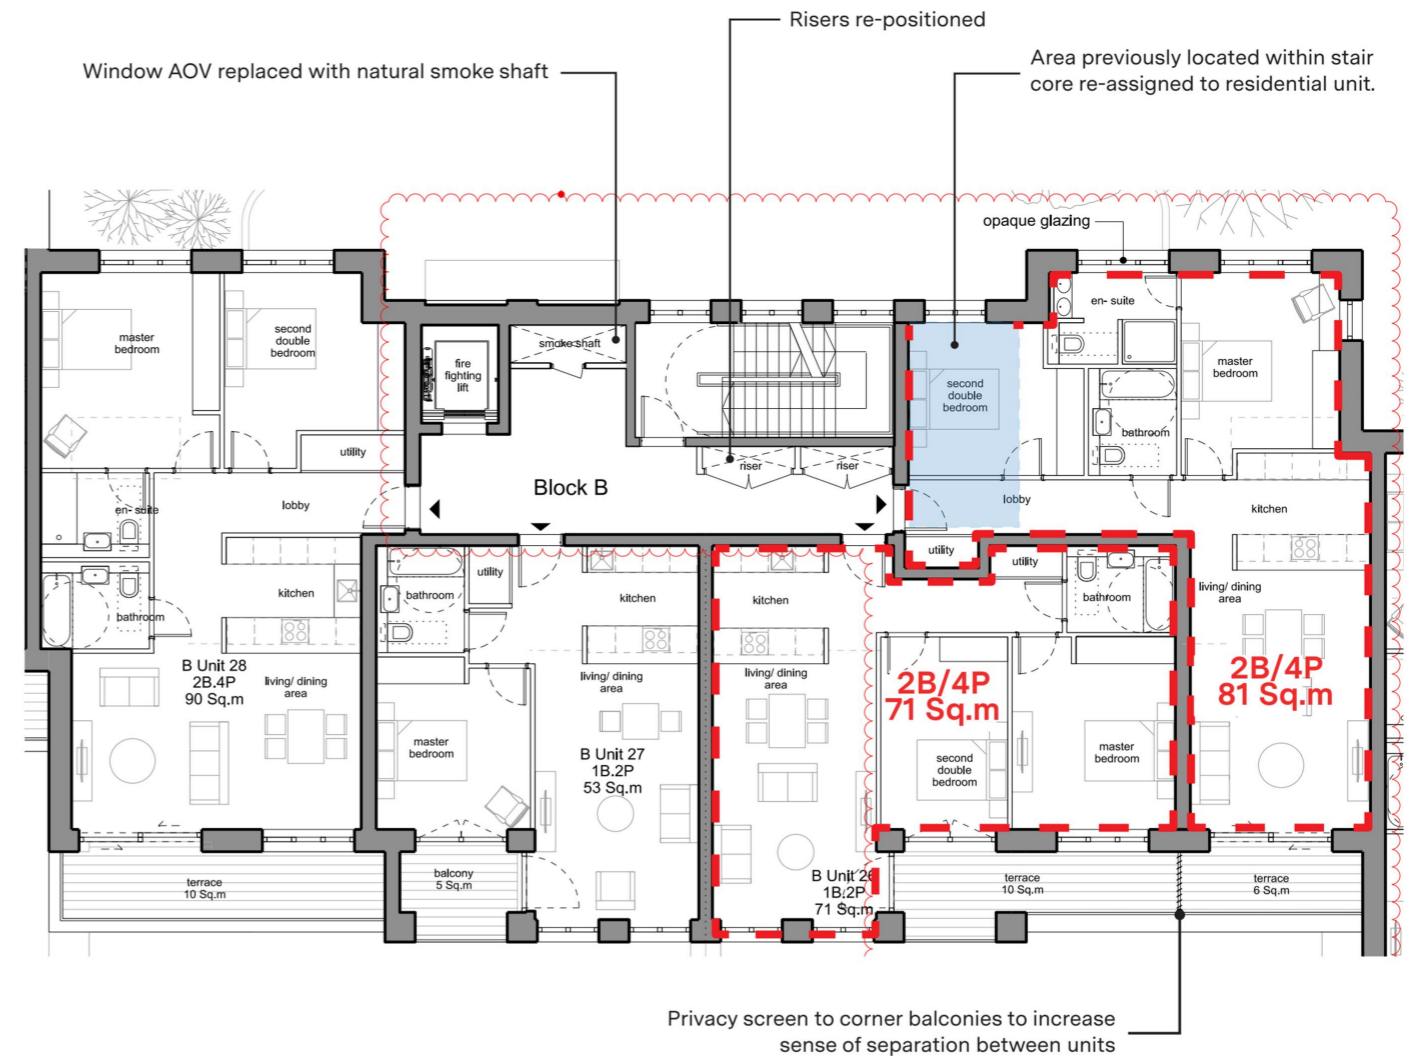 Risers re-positioned
Window AOV replaced with natural smoke shaft
Area previously located within stair
core re-assigned to residential unit.
opaque glazing
master
bedroom
second
double
bedroom
fire
fighting
lift
smoke shaft
en- suite
master
bedroom
second
double
bedroom
bathroom
utility
riser
riser
Block B
lobby
lobby
en- suite
kitchen
utility
utility
utility
bathroom
kitchen
bathroom
kitchen
kitchen
bathroom
living/ dining
area
B Unit 28
2B.4P
90 Sq.m
living/ dining
area
living/ dining
area
living/ dining
area
2B/4P
71 Sq.m
2B/4P
81 Sq.m
master
bedroom
B Unit 27
1B.2P
53 Sq.m
second
double
bedroom
master
bedroom
terrace
10 Sq.m
balcony
5 Sq.m
B Unit 26
1B.2P
71 Sq.m
terrace
10 Sq.m
terrace
6 Sq.m
Privacy screen to corner balconies to increase
sense of separation between units